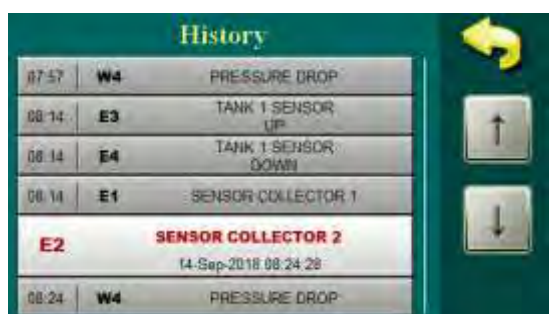 History
07:57 W4 PRESSURE DROP
08:14 E3 TANK 1 SENSOR
UP
08:14 E4 TANK 1 SENSOR
DOWN
08:14 E1 SENSOR COLLECTOR 1
E2 SENSOR COLLECTOR 2
14-Sep-2018 08:24:28
08:24 W4 PRESSURE DROP